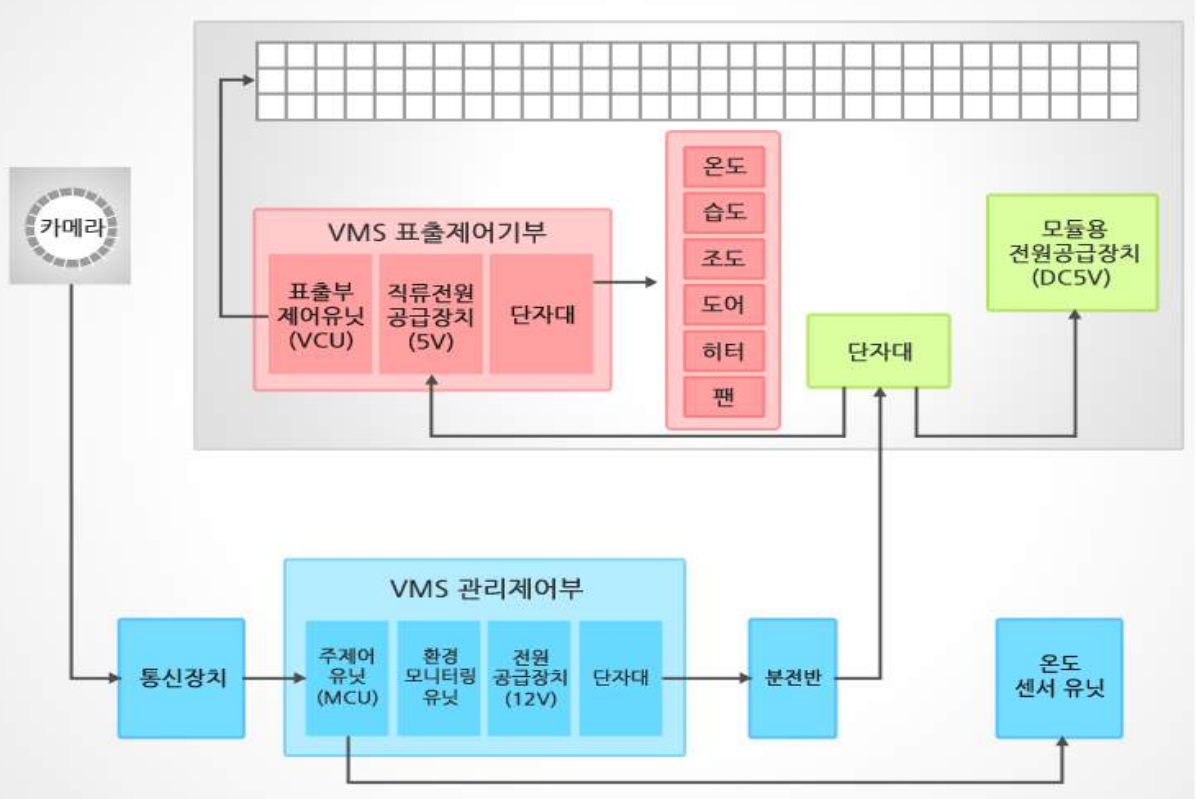 온도
습도
조도
도어
히터
팬
카메라
VMS 표출제어기부
표출부
제어유닛
(VCU)
직류전원
공급장치
(5V)
단자대
모듈용
전원공급장치
(DC5V)
단자대
VMS 관리제어부
통신장치
주제어
유닛
(MCU)
환경
모니터링
유닛
전원
공급장치
(12V)
단자대
분전반
온도
센서 유닛